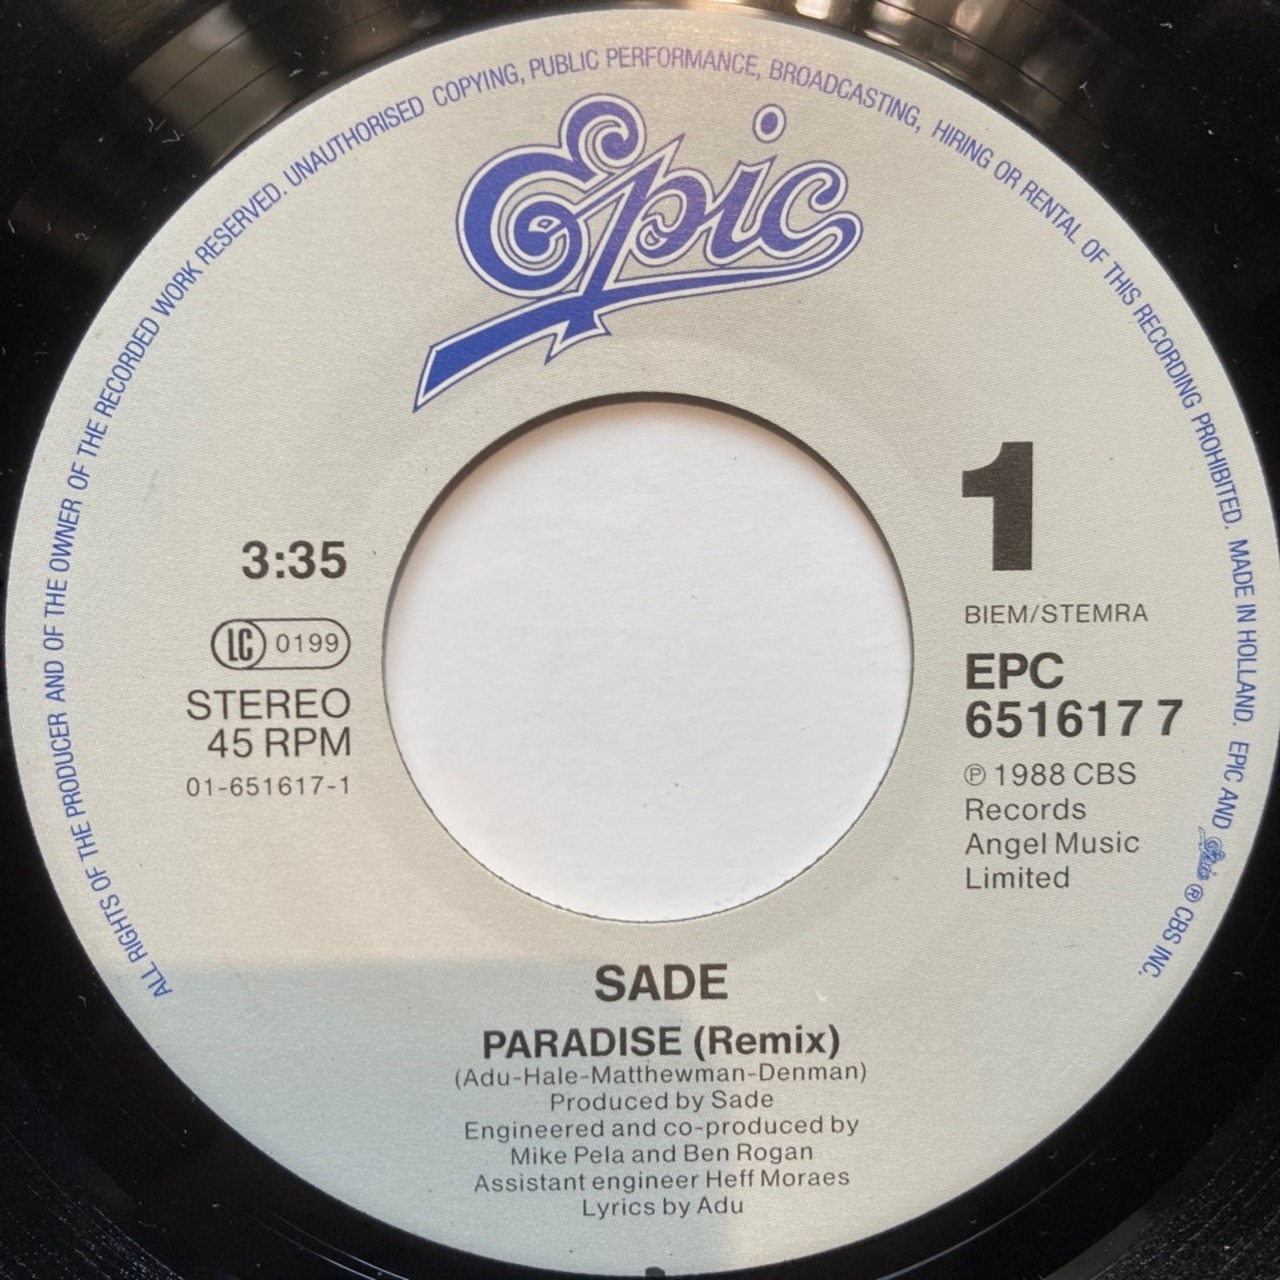 ALL RIGHTS OF THE PRODUCER AND OF THE OWNER OF THE RECORDED WORK RESERVED. UNAUTHORISED COPYING, PUBLIC PERFORMANCE, BROADCASTING, HIRING OR RENTAL OF THIS RECORDING PROHIBITED. MADE IN HOLLAND. EPIC AND Epic ® CBS INC.
Epic
3:35
LC 0199
STEREO
45 RPM
01-651617-1
1
BIEM/STEMRA
EPC
651617 7
℗ 1988 CBS
Records
Angel Music
Limited
SADE
PARADISE (Remix)
(Adu-Hale-Matthewman-Denman)
Produced by Sade
Engineered and co-produced by
Mike Pela and Ben Rogan
Assistant engineer Heff Moraes
Lyrics by Adu